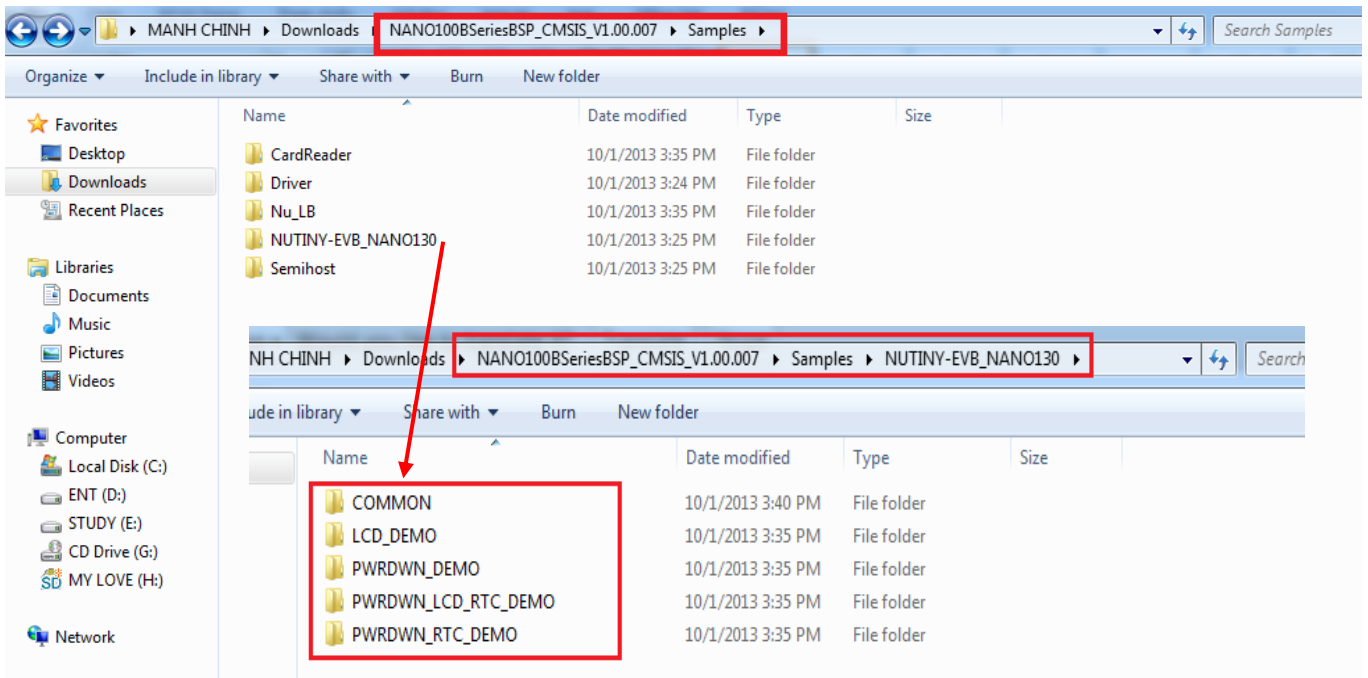 MANH CHINH Downloads NANO100BSeriesBSP_CMSIS_V1.00.007 Samples Search Samples
Organize Include in library Share with Burn New folder
Name Date modified Type Size
Favorites
Desktop
Downloads
Recent Places
Libraries
Documents
Music
Pictures
Videos
Computer
Local Disk (C:)
ENT (D:)
STUDY (E:)
CD Drive (G:)
MY LOVE (H:)
Network
CardReader 10/1/2013 3:35 PM File folder
Driver 10/1/2013 3:24 PM File folder
Nu_LB 10/1/2013 3:35 PM File folder
NUTINY-EVB_NANO130 10/1/2013 3:25 PM File folder
Semihost 10/1/2013 3:25 PM File folder
NH CHINH Downloads NANO100BSeriesBSP_CMSIS_V1.00.007 Samples NUTINY-EVB_NANO130 Search
ude in library Share with Burn New folder
Name Date modified Type Size
COMMON 10/1/2013 3:40 PM File folder
LCD_DEMO 10/1/2013 3:35 PM File folder
PWRDWN_DEMO 10/1/2013 3:35 PM File folder
PWRDWN_LCD_RTC_DEMO 10/1/2013 3:35 PM File folder
PWRDWN_RTC_DEMO 10/1/2013 3:35 PM File folder